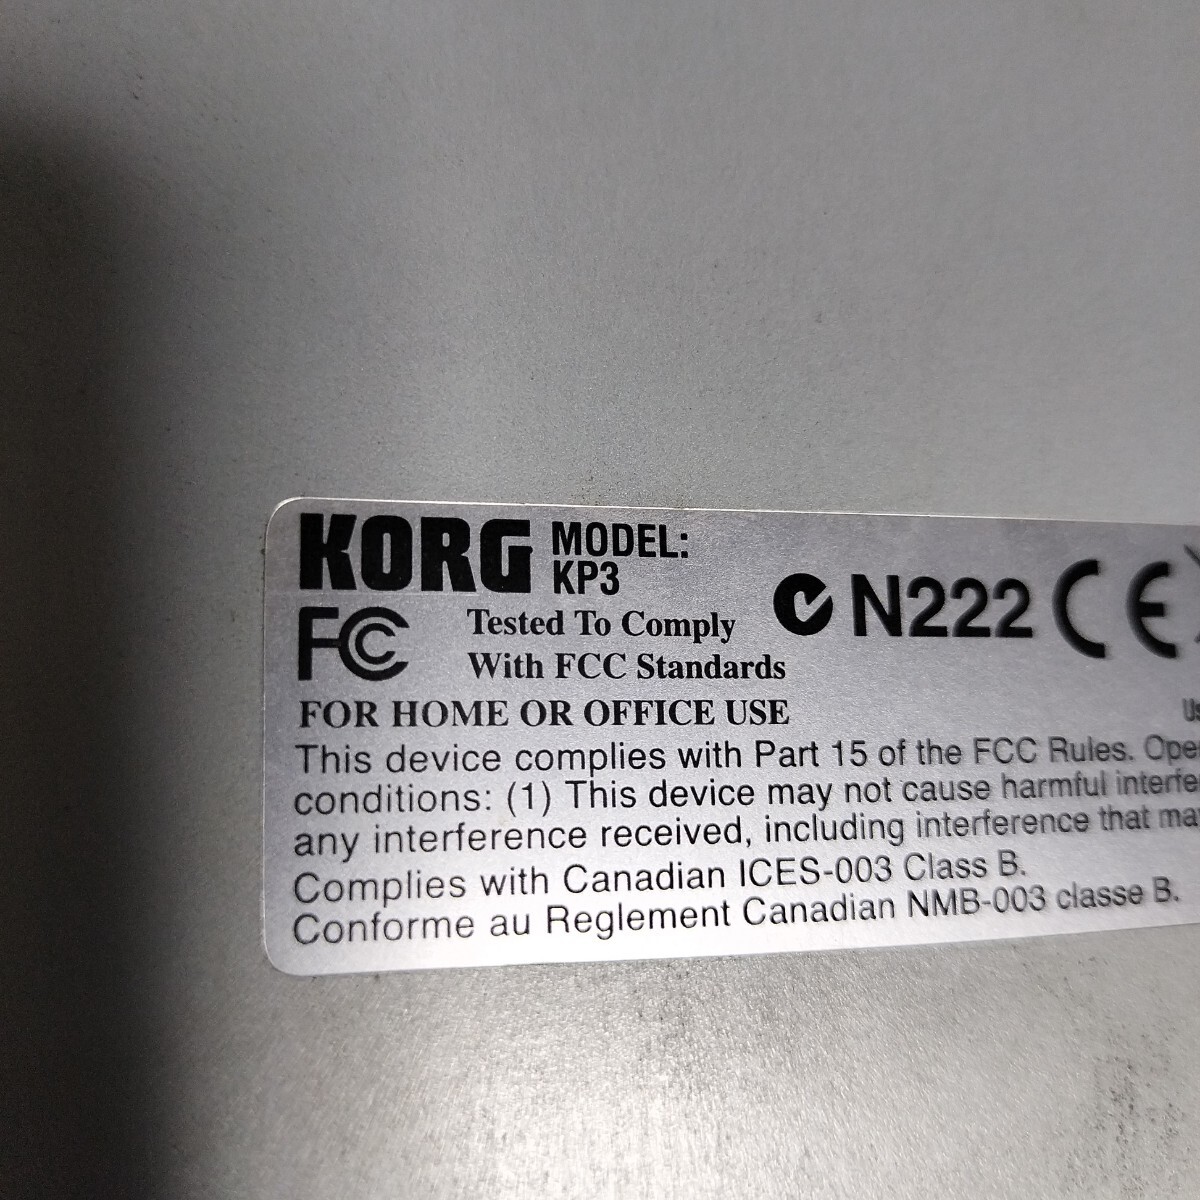 KORG MODEL:
KP3
FC Tested To Comply
With FCC Standards
N222 CE
FOR HOME OR OFFICE USE
This device complies with Part 15 of the FCC Rules.
conditions: (1) This device may not cause harmful
any interference received, including interference that
Complies with Canadian ICES-003 Class B.
Conforme au Reglement Canadian NMB-003 classe B.